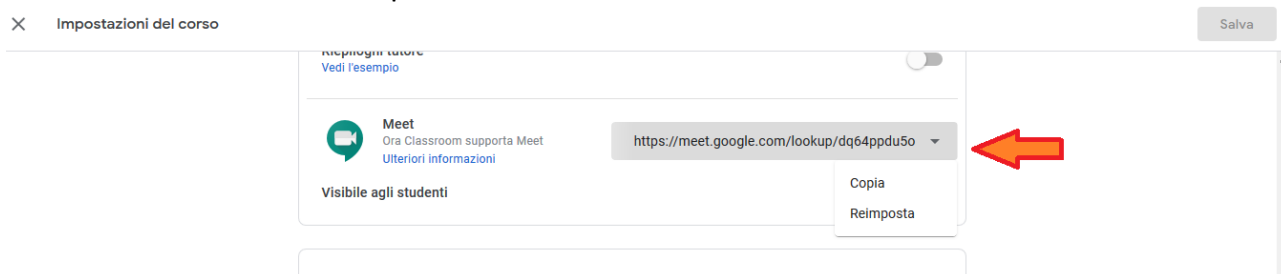 Impostazioni del corso
Salva
Riepiloghi tutore
Vedi l'esempio
Meet
Ora Classroom supporta Meet
Ulteriori informazioni
https://meet.google.com/lookup/dq64ppdu5o
Copia
Visibile agli studenti
Reimposta